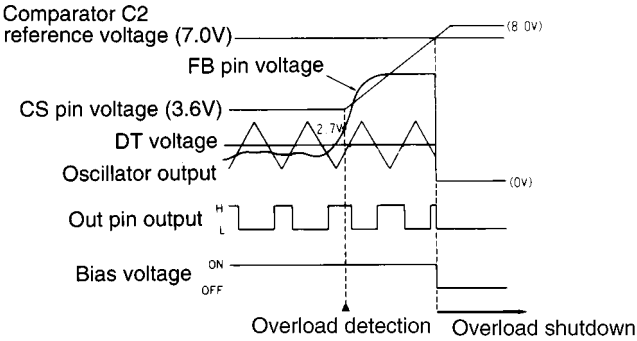 Comparator C2
reference voltage (7.0V)
(8.0V)
FB pin voltage
CS pin voltage (3.6V)
2.7V
DT voltage
Oscillator output
(0V)
Out pin output
H
L
Bias voltage
ON
OFF
Overload detection
Overload shutdown